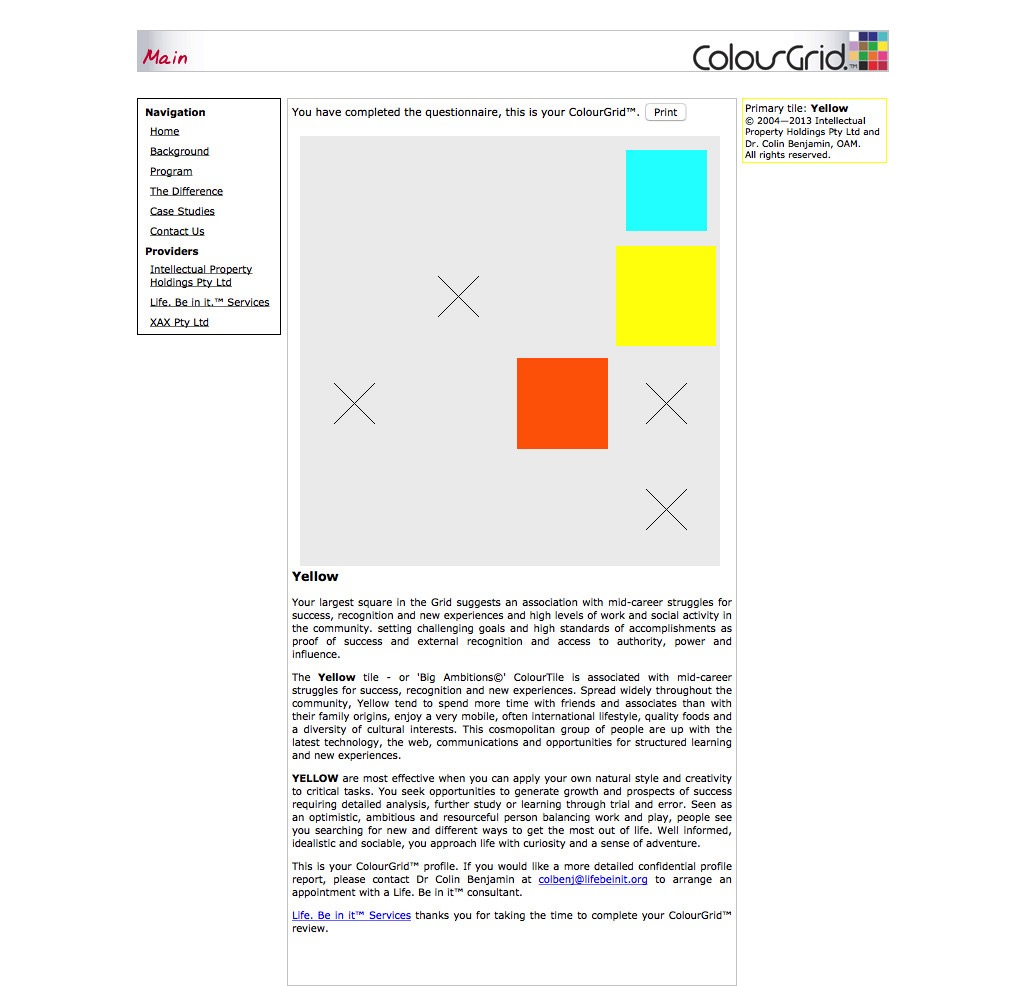 Main
ColourGrid.™
Navigation
Home
Background
Program
The Difference
Case Studies
Contact Us
Providers
Intellectual Property
Holdings Pty Ltd
Life. Be in it.™ Services
XAX Pty Ltd
You have completed the questionnaire, this is your ColourGrid™. Print
Yellow
Your largest square in the Grid suggests an association with mid-career struggles for
success, recognition and new experiences and high levels of work and social activity in
the community. setting challenging goals and high standards of accomplishments as
proof of success and external recognition and access to authority, power and
influence.
The Yellow tile - or 'Big Ambitions©' ColourTile is associated with mid-career
struggles for success, recognition and new experiences. Spread widely throughout the
community, Yellow tend to spend more time with friends and associates than with
their family origins, enjoy a very mobile, often international lifestyle, quality foods and
a diversity of cultural interests. This cosmopolitan group of people are up with the
latest technology, the web, communications and opportunities for structured learning
and new experiences.
YELLOW are most effective when you can apply your own natural style and creativity
to critical tasks. You seek opportunities to generate growth and prospects of success
requiring detailed analysis, further study or learning through trial and error. Seen as
an optimistic, ambitious and resourceful person balancing work and play, people see
you searching for new and different ways to get the most out of life. Well informed,
idealistic and sociable, you approach life with curiosity and a sense of adventure.
This is your ColourGrid™ profile. If you would like a more detailed confidential profile
report, please contact Dr Colin Benjamin at colbenj@lifebeinit.org to arrange an
appointment with a Life. Be in it™ consultant.
Life. Be in it™ Services thanks you for taking the time to complete your ColourGrid™
review.
Primary tile: Yellow
© 2004—2013 Intellectual
Property Holdings Pty Ltd and
Dr. Colin Benjamin, OAM.
All rights reserved.